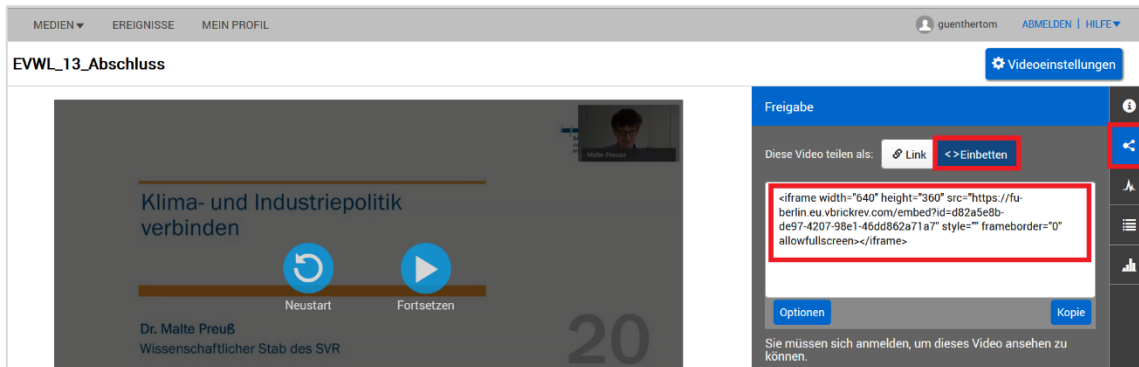 MEDIEN EREIGNISSE MEIN PROFIL guenthertom ABMELDEN | HILFE
EVWL_13_Abschluss
Videoeinstellungen
Malte Preuss
Klima- und Industriepolitik
verbinden
Neustart Fortsetzen
Dr. Malte Preuß
Wissenschaftlicher Stab des SVR
20
Freigabe
Diese Video teilen als: Link <>Einbetten
<iframe width="640" height="360" src="https://fu-
berlin.eu.vbrickrev.com/embed?id=d82a5e8b-
de97-4207-98e1-46dd862a71a7" style="" frameborder="0"
allowfullscreen></iframe>
Optionen Kopie
Sie müssen sich anmelden, um dieses Video ansehen zu
können.